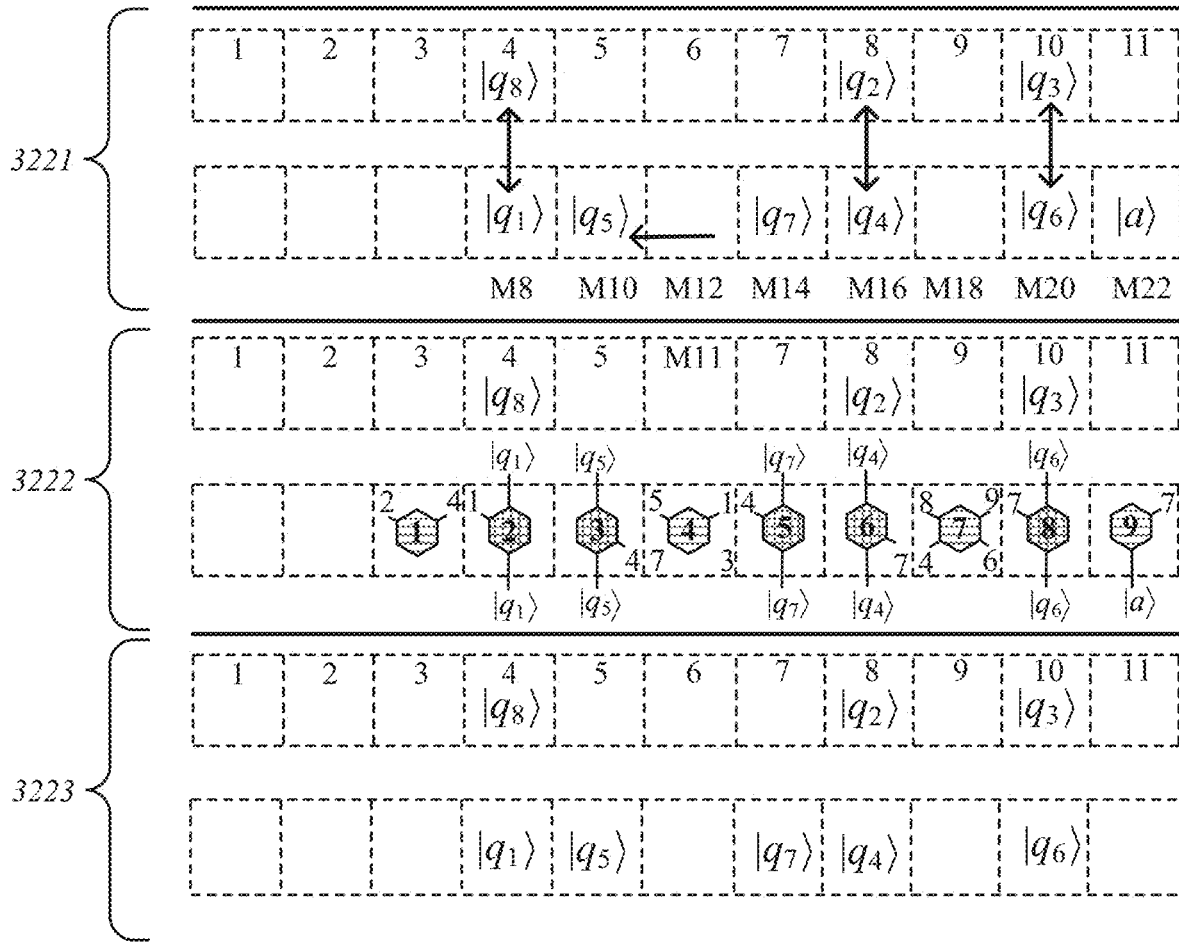 1 2 3 4 5 6 7 8 9 10 11
|q8⟩ |q2⟩ |q3⟩
3221
|q1⟩ |q5⟩ |q7⟩ |q4⟩ |q6⟩ |a⟩
M8 M10 M12 M14 M16 M18 M20 M22
1 2 3 4 5 M11 7 8 9 10 11
|q8⟩ |q2⟩ |q3⟩
|q1⟩ |q5⟩ |q7⟩ |q4⟩ |q6⟩
3222
2 4 1 5 1 4 8 9 7 7
1 2 3 4 5 6 7 8 9
4 7 3 7 4 6
|q1⟩ |q5⟩ |q7⟩ |q4⟩ |q6⟩ |a⟩
1 2 3 4 5 6 7 8 9 10 11
|q8⟩ |q2⟩ |q3⟩
3223
|q1⟩ |q5⟩ |q7⟩ |q4⟩ |q6⟩